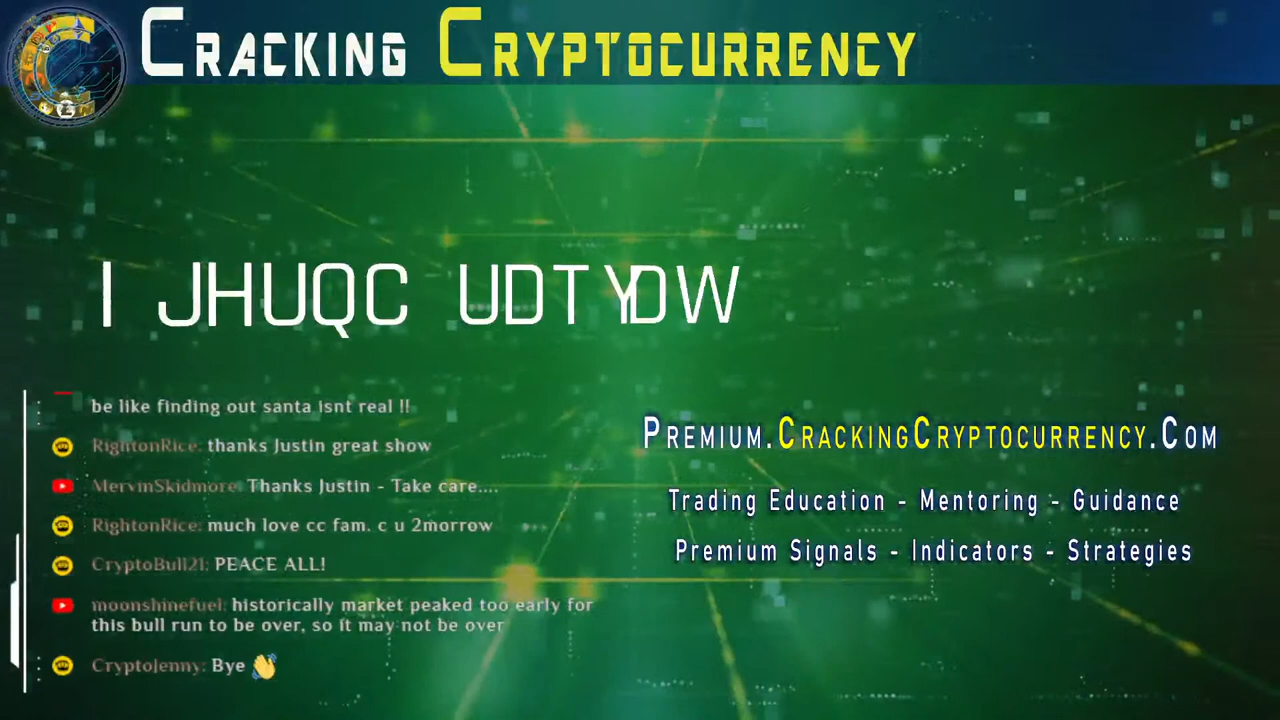 Cracking Cryptocurrency
I JHUQC UDTYDW
be like finding out santa isnt real !!
RightonRice: thanks Justin great show
MervinSkidmore: Thanks Justin - Take care....
RightonRice: much love cc fam. c u 2morrow
CryptoBull21: PEACE ALL!
moonshinefuel: historically market peaked too early for
this bull run to be over, so it may not be over
CryptoJenny: Bye 👋
Premium.CrackingCryptocurrency.Com
Trading Education - Mentoring - Guidance
Premium Signals - Indicators - Strategies